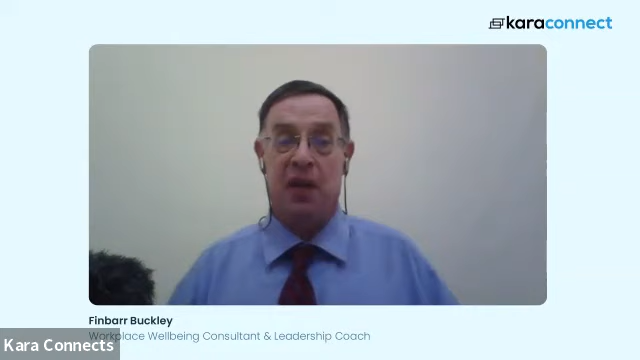 karaconnect
Finbarr Buckley
Workplace Wellbeing Consultant & Leadership Coach
Kara Connects